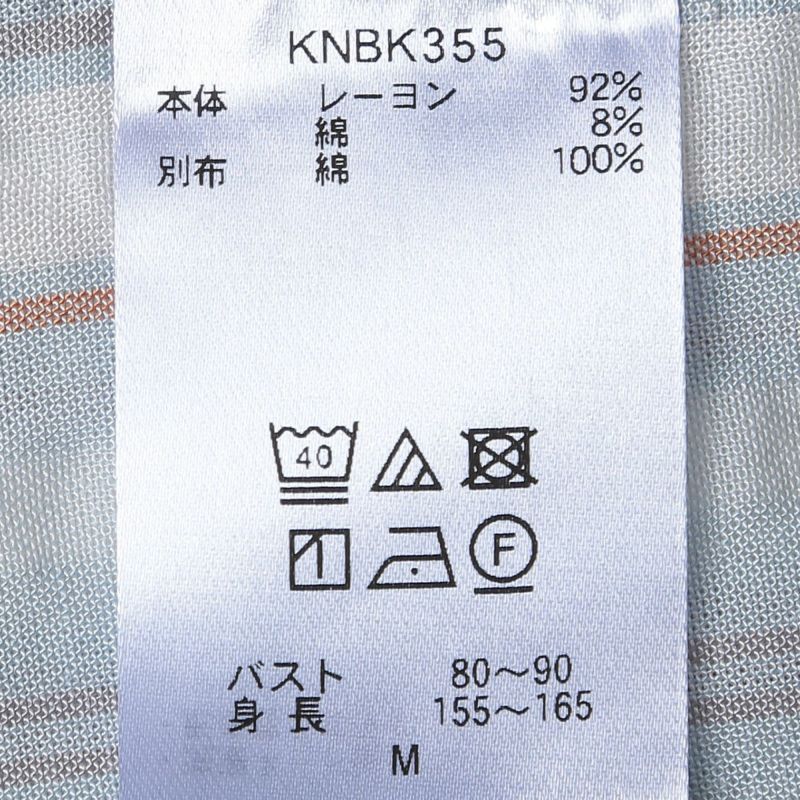 KNBK355
本体 レーヨン 92%
綿 8%
別布 綿 100%
40
F
バスト 80～90
身長 155～165
M